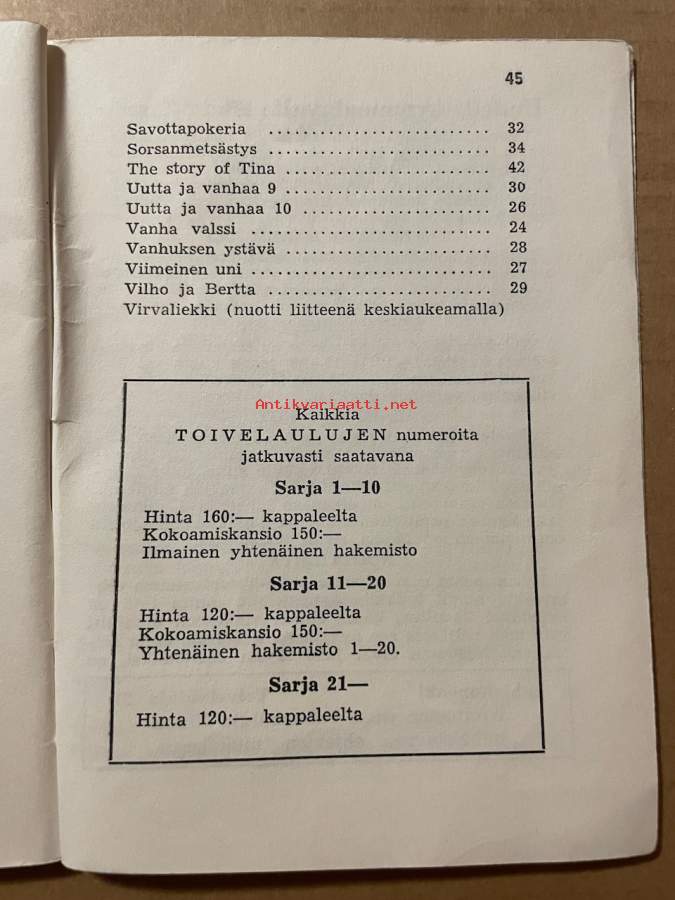 45
Savottapokeria .......................... 32
Sorsanmetsästys .......................... 34
The story of Tina ........................ 42
Uutta ja vanhaa 9 ........................ 30
Uutta ja vanhaa 10 ...................... 26
Vanha valssi ............................ 24
Vanhuksen ystävä ........................ 28
Viimeinen uni ............................ 27
Vilho ja Bertta .......................... 29
Virvaliekki (nuotti liitteenä keskiaukeamalla)
Antikvariaatti.net
Kaikkia
TOIVELAULUJEN numeroita
jatkuvasti saatavana
Sarja 1—10
Hinta 160:— kappaleelta
Kokoamiskansio 150:—
Ilmainen yhtenäinen hakemisto
Sarja 11—20
Hinta 120:— kappaleelta
Kokoamiskansio 150:—
Yhtenäinen hakemisto 1—20.
Sarja 21—
Hinta 120:— kappaleelta